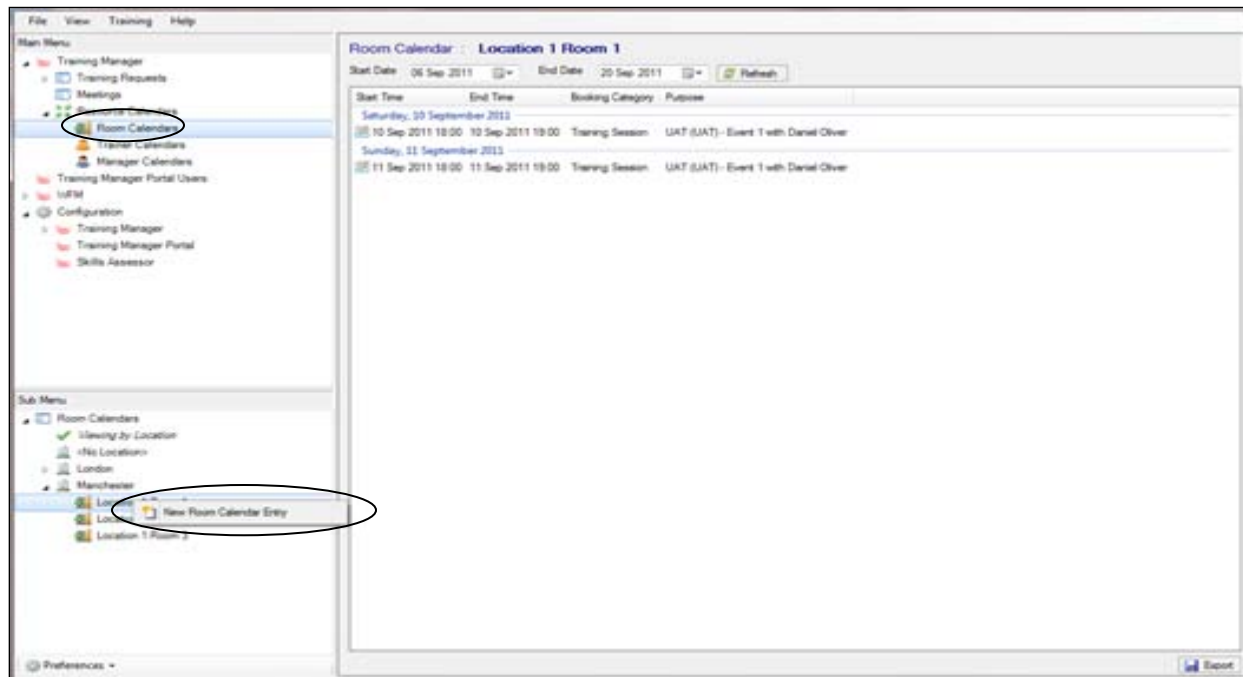 File View Training Help
Main Menu
Training Manager
Training Requests
Meetings
Resource Calendars
Room Calendars
Trainer Calendars
Manager Calendars
Training Manager Portal Users
WFM
Configuration
Training Manager
Training Manager Portal
Skills Assessor
Sub Menu
Room Calendars
Viewing by Location
<No Location>
London
Manchester
Locatio
New Room Calendar Entry
Locatio
Location 1 Room 3
Preferences
Room Calendar : Location 1 Room 1
Start Date 06 Sep 2011 End Date 20 Sep 2011 Refresh
Start Time End Time Booking Category Purpose
Saturday, 10 September 2011
10 Sep 2011 18:00 10 Sep 2011 19:00 Training Session UAT (UAT) - Event 1 with Daniel Oliver
Sunday, 11 September 2011
11 Sep 2011 18:00 11 Sep 2011 19:00 Training Session UAT (UAT) - Event 1 with Daniel Oliver
Export